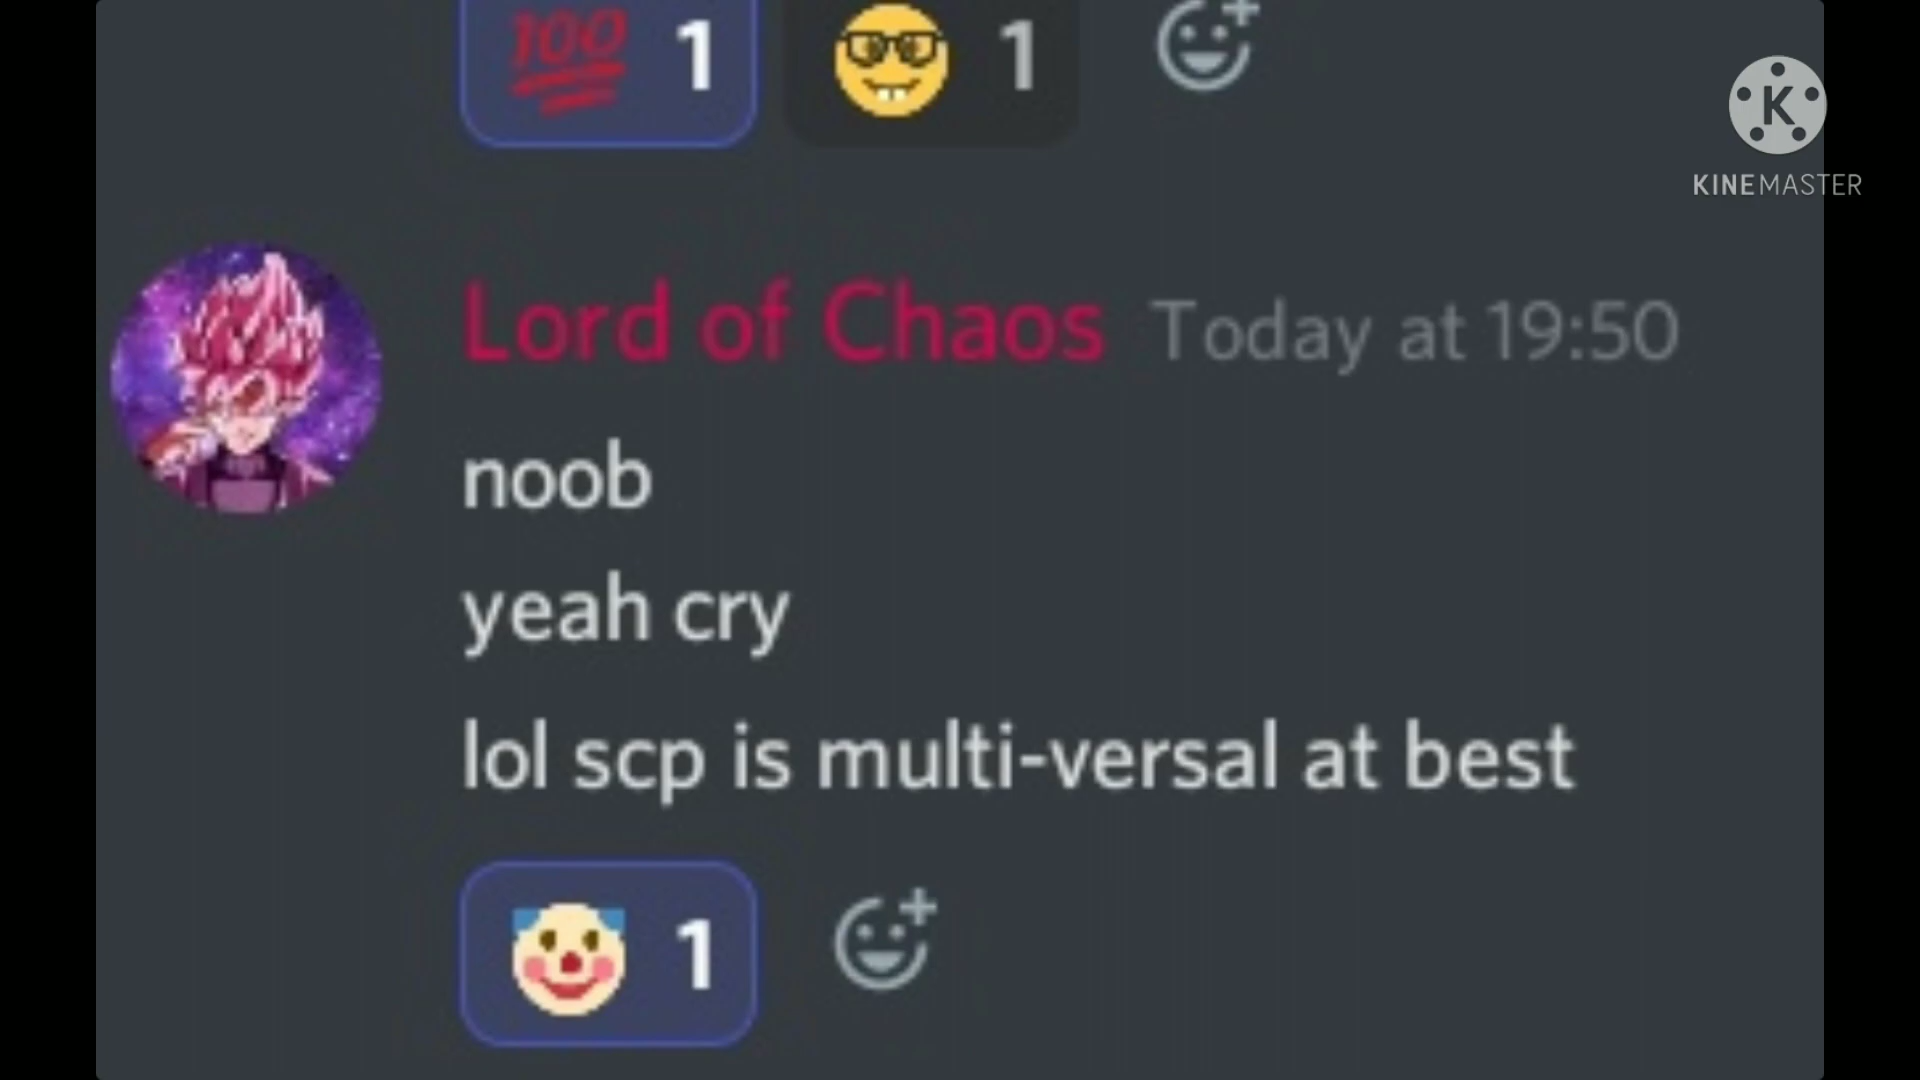 100 1 1
K
KINEMASTER
Lord of Chaos Today at 19:50
noob
yeah cry
lol scp is multi-versal at best
1